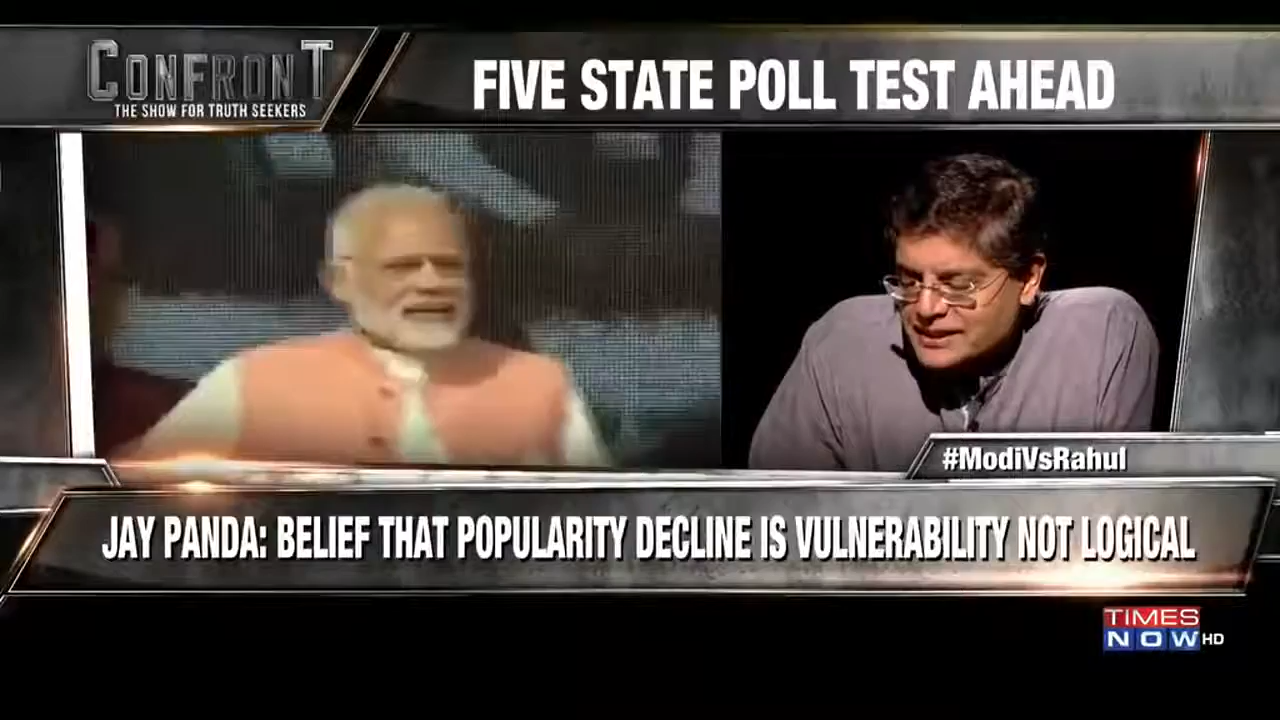 CONFRONT
THE SHOW FOR TRUTH SEEKERS
FIVE STATE POLL TEST AHEAD
#ModiVsRahul
JAY PANDA: BELIEF THAT POPULARITY DECLINE IS VULNERABILITY NOT LOGICAL
TIMES
NOW HD